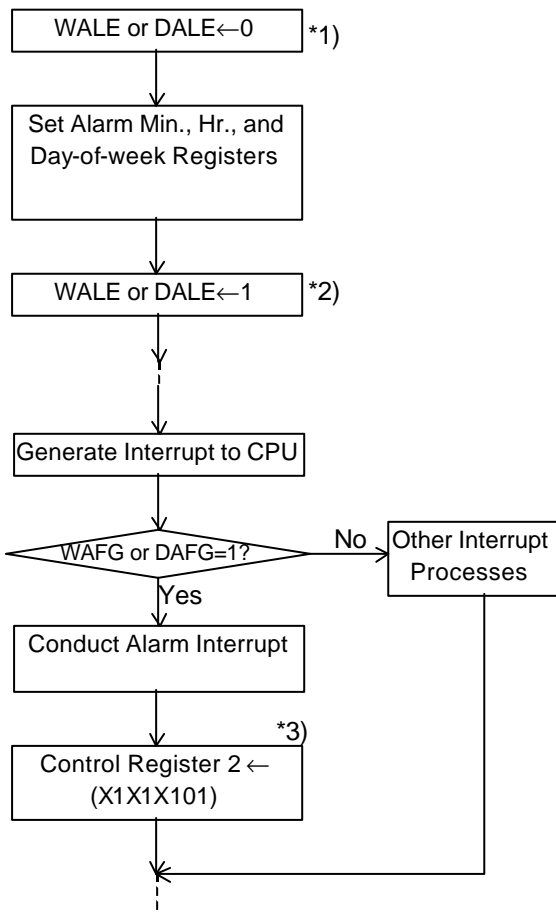 WALE or DALE←0
*1)
Set Alarm Min., Hr., and
Day-of-week Registers
WALE or DALE←1
*2)
Generate Interrupt to CPU
WAFG or DAFG=1?
No
Other Interrupt
Processes
Yes
Conduct Alarm Interrupt
*3)
Control Register 2 ←
(X1X1X101)